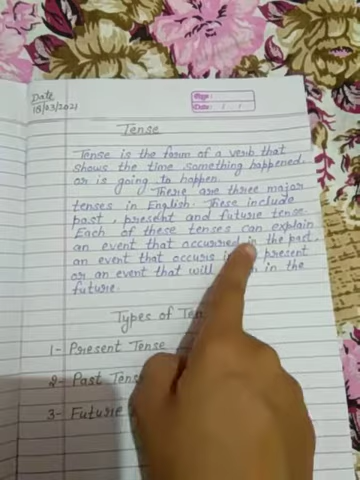 Date
18/03/2021
Page:
Date: / /
Tense
Tense is the form of a verb that
shows the time something happened.
or is going to happen.
There are three major
tenses in English. These include
past, present and future tense.
Each of these tenses can explain
an event that occurred in the past,
an event that occurs present
or an event that will in the
future.
Types of Ten
1- Present Tense
2- Past Tens
3- Future